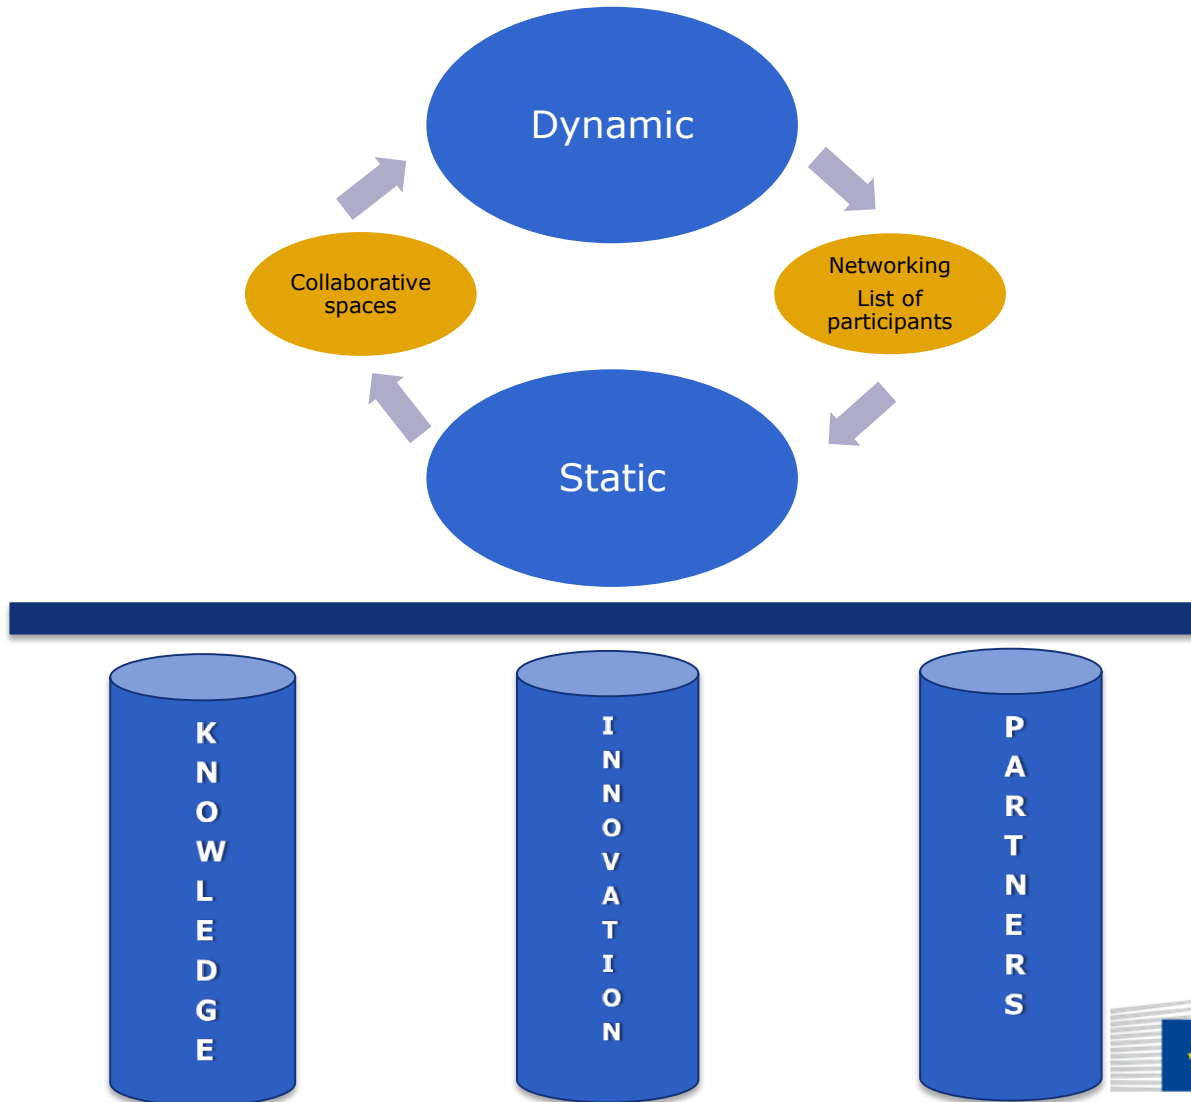 Dynamic
Collaborative
spaces
Networking
List of
participants
Static
KNOWLEDGE
INNOVATION
PARTNERS